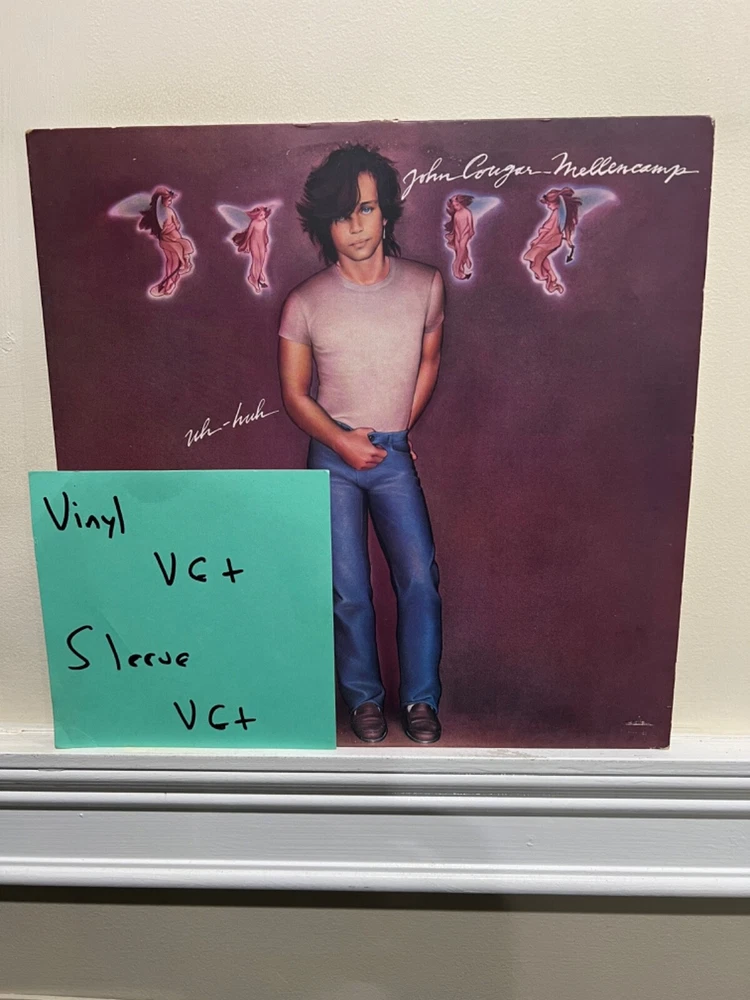 John Cougar Mellencamp
uh-huh
Vinyl
VG+
Sleeve
VG+